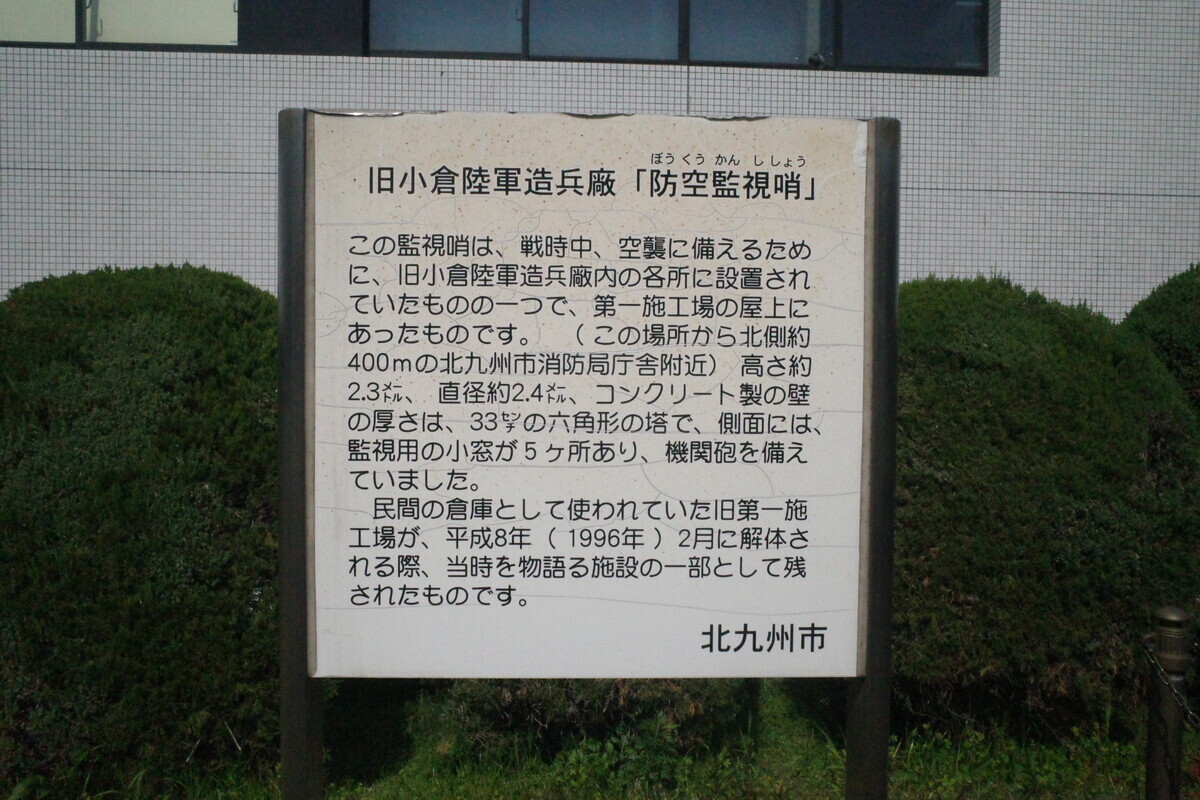 ぼうくうかんししょう
旧小倉陸軍造兵廠「防空監視哨」
この監視哨は、戦時中、空襲に備えるため
に、旧小倉陸軍造兵廠内の各所に設置され
ていたものの一つで、第一施工場の屋上に
あったものです。　（この場所から北側約
400mの北九州市消防局庁舎附近）高さ約
2.3㍍、直径約2.4㍍、コンクリート製の壁
の厚さは、33㌢の六角形の塔で、側面には、
監視用の小窓が５ヶ所あり、機関砲を備え
ていました。
　民間の倉庫として使われていた旧第一施
工場が、平成8年（1996年）2月に解体さ
れる際、当時を物語る施設の一部として残
されたものです。
北九州市